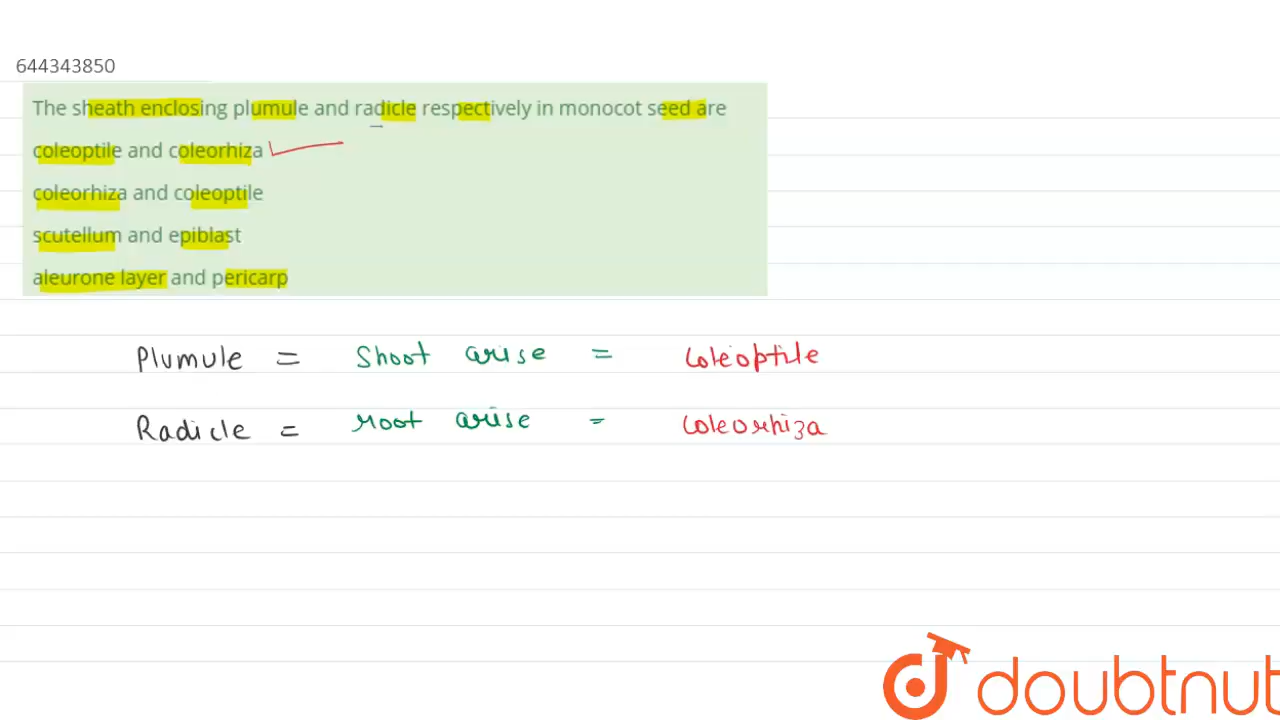 644343850
The sheath enclosing plumule and radicle respectively in monocot seed are
coleoptile and coleorhiza
coleorhiza and coleoptile
scutellum and epiblast
aleurone layer and pericarp
Plumule = Shoot arise = Coleoptile
Radicle = root arise = Coleorhiza
doubtnut